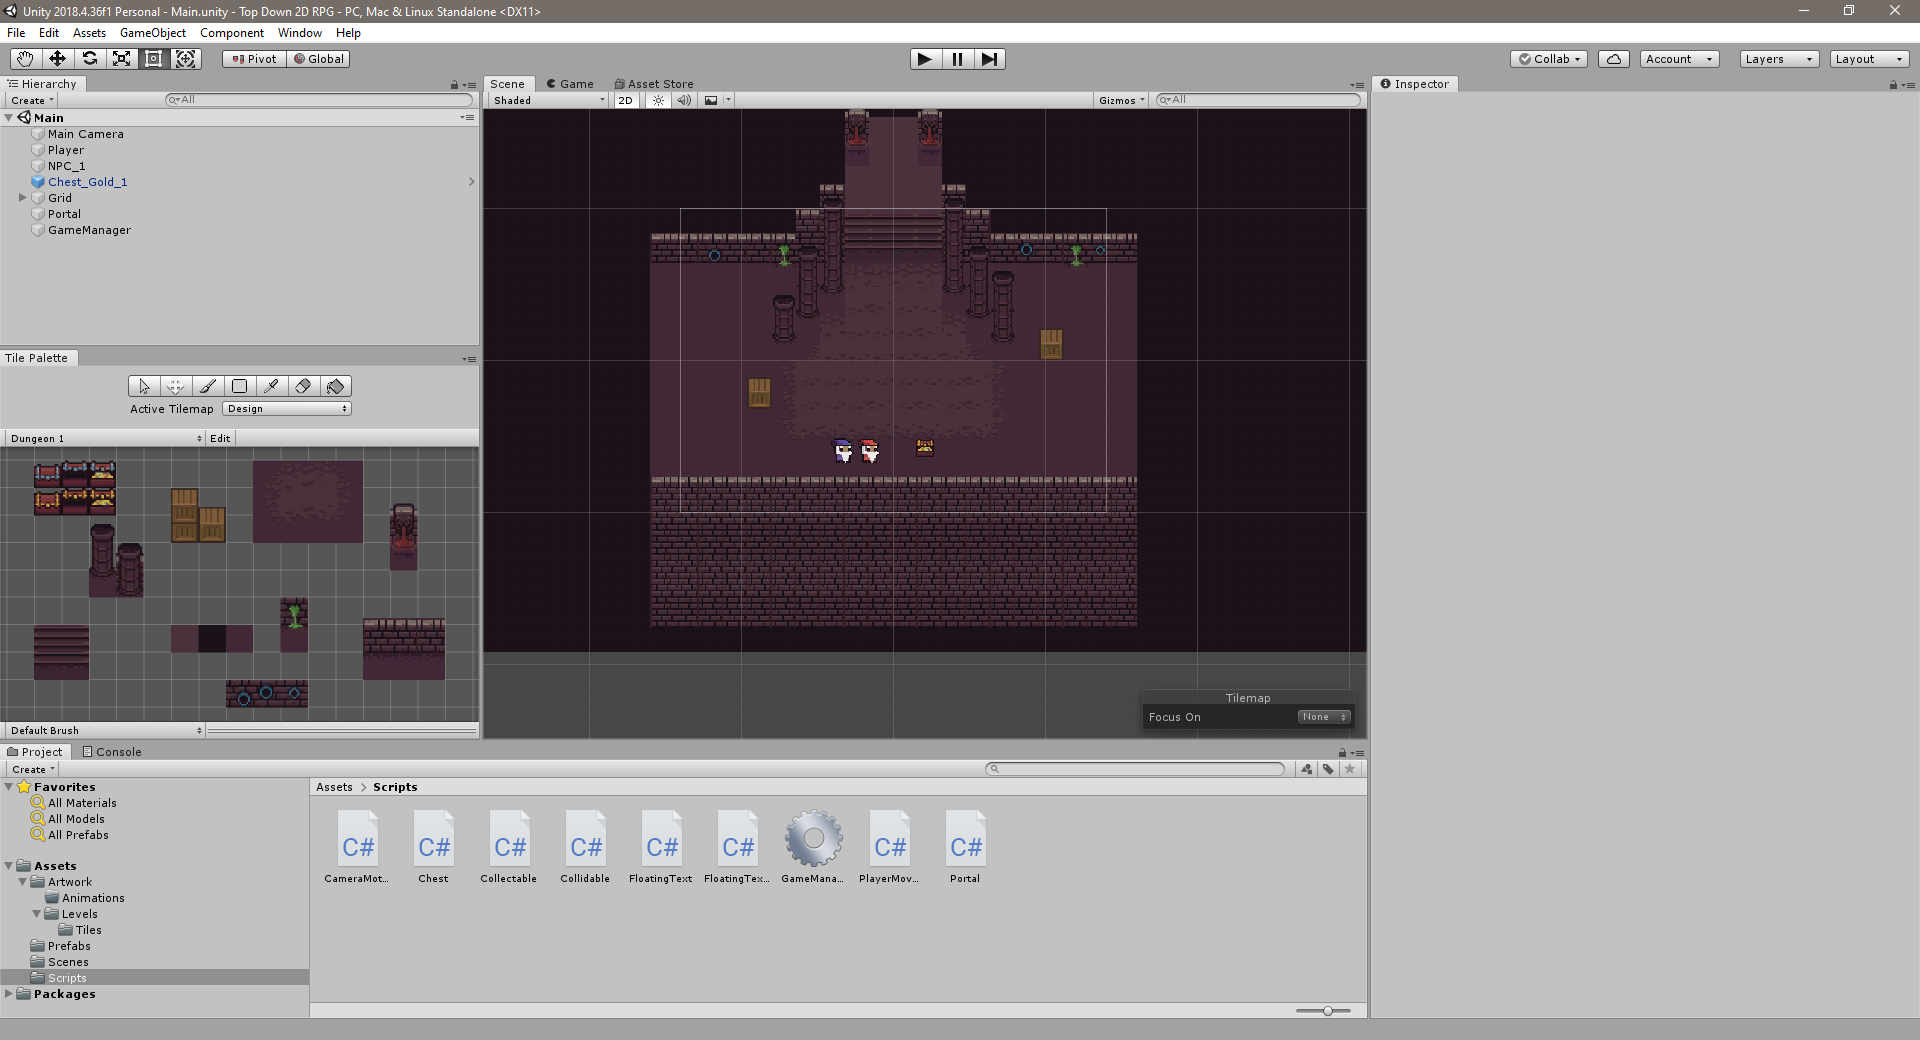 Unity 2018.4.36f1 Personal - Main.unity - Top Down 2D RPG - PC, Mac & Linux Standalone <DX11>
File Edit Assets GameObject Component Window Help
Pivot Global Collab Account Layers Layout
Hierarchy
Create All
Main
Main Camera
Player
NPC_1
Chest_Gold_1
Grid
Portal
GameManager
Tile Palette
Active Tilemap Design
Dungeon 1 Edit
Default Brush
Scene Game Asset Store
Shaded 2D Gizmos All
Tilemap
Focus On None
Inspector
Project Console
Create
Favorites
All Materials
All Models
All Prefabs
Assets
Artwork
Animations
Levels
Tiles
Prefabs
Scenes
Scripts
Packages
Assets > Scripts
C# C# C# C# C# C# C# C#
CameraMot... Chest Collectable Collidable FloatingText FloatingTex... GameMana... PlayerMov... Portal